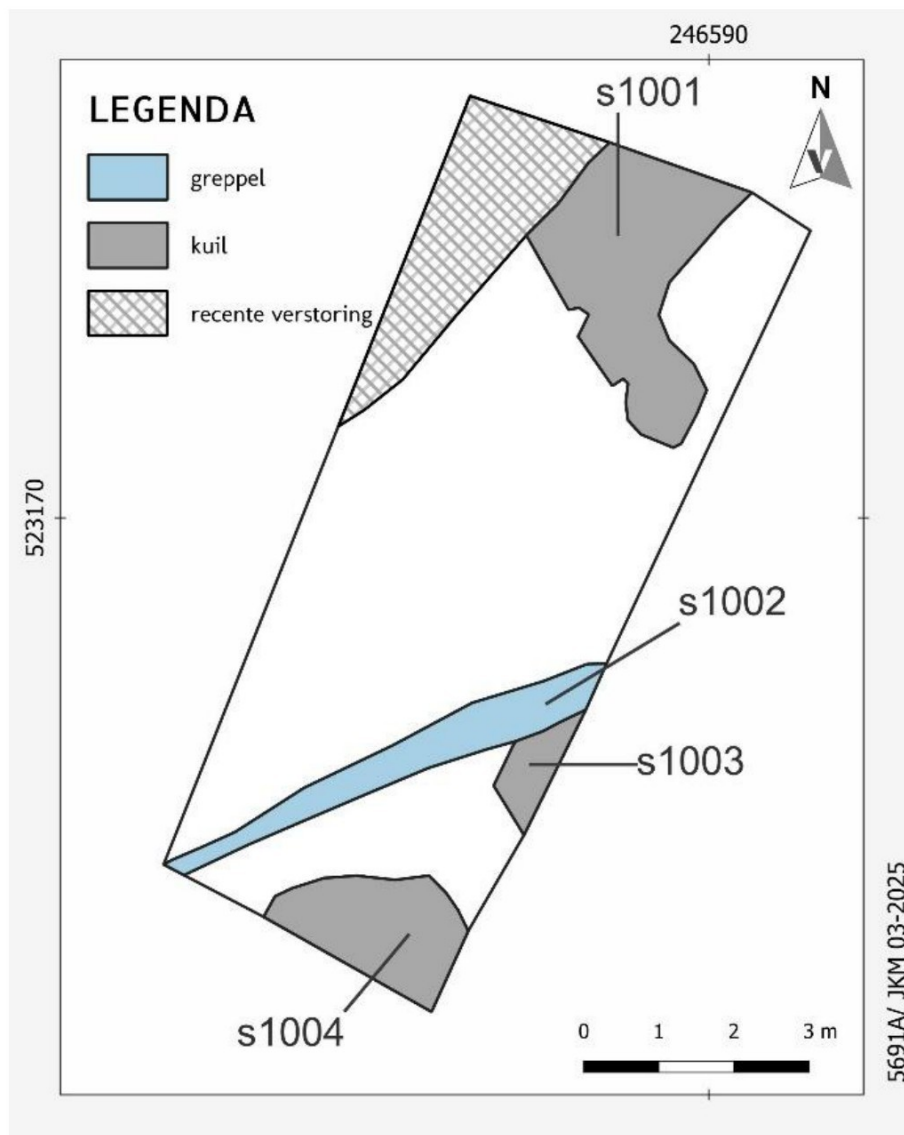 246590
LEGENDA
s1001
N
greppel
kuil
recente verstoring
523170
s1002
s1003
s1004
0 1 2 3 m
5691A/ JKM 03-2025